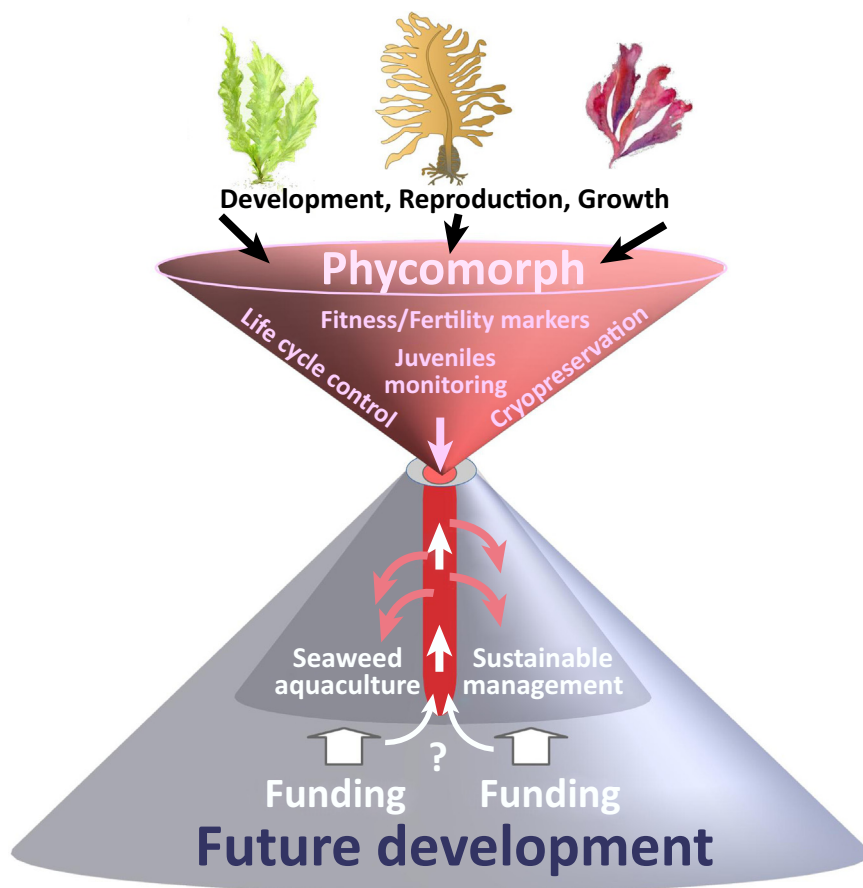 Development, Reproduction, Growth
Phycomorph
Fitness/Fertility markers
Life cycle control
Juveniles
monitoring
Cryopreservation
Seaweed
aquaculture
Sustainable
management
?
Funding
Funding
Future development